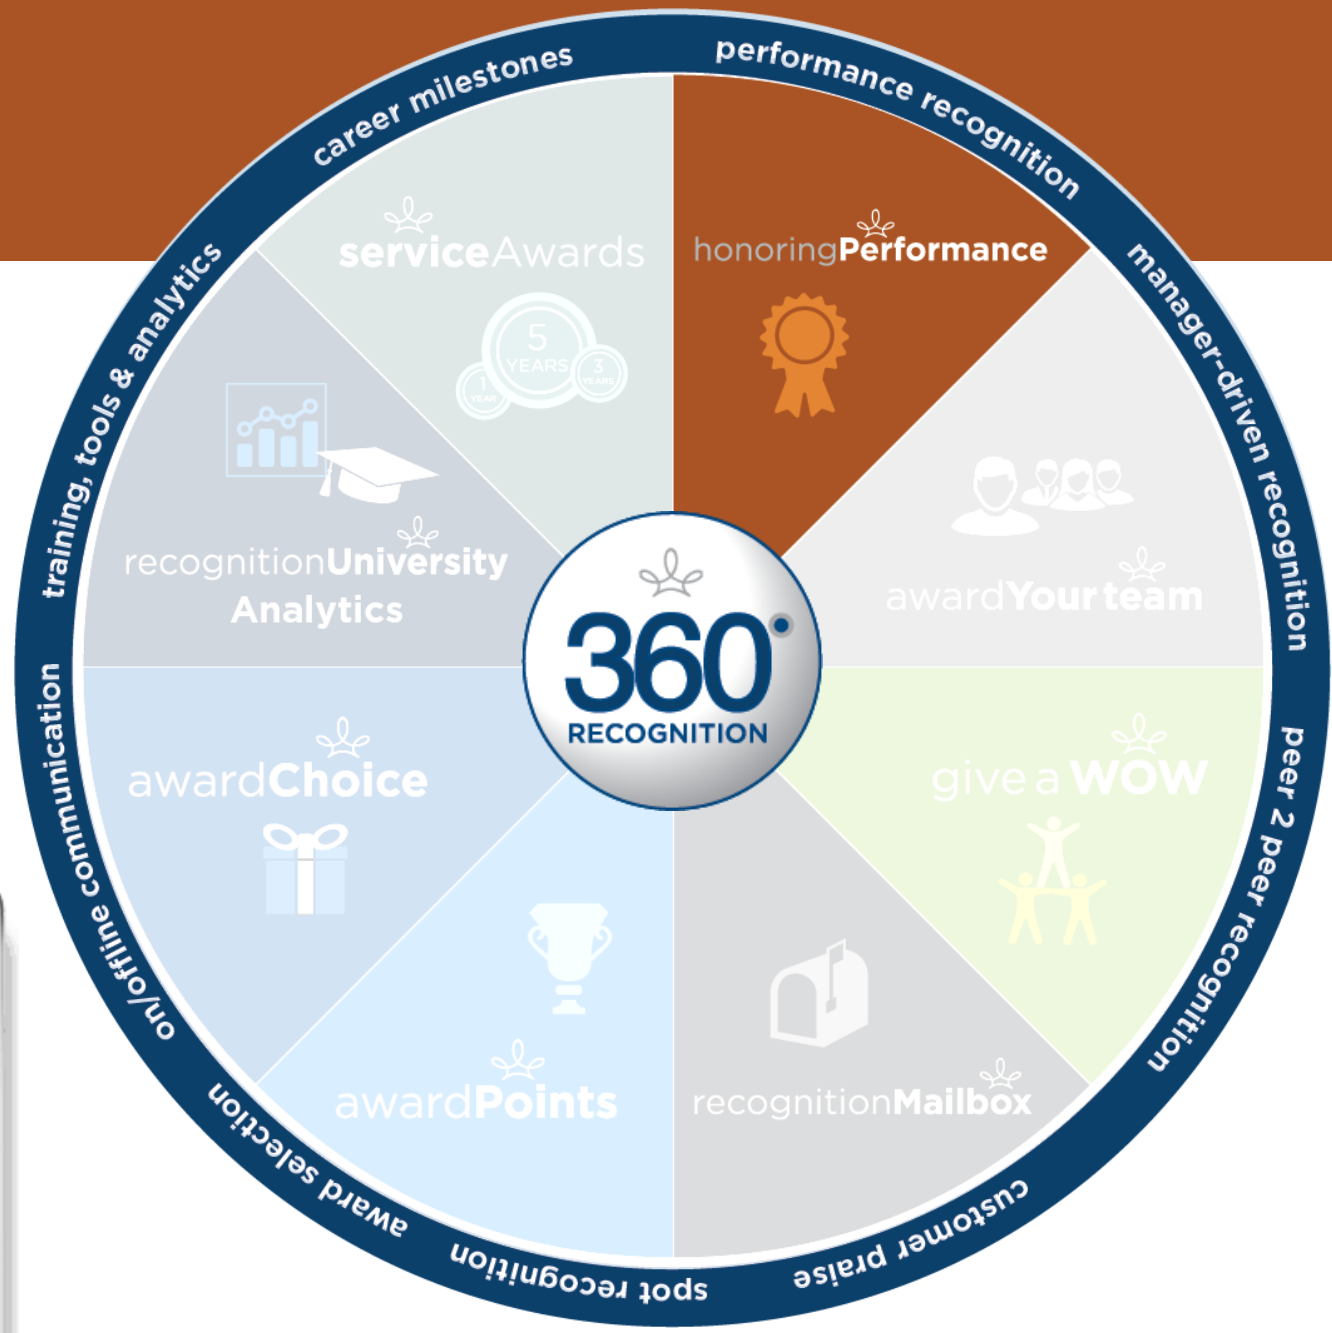 career milestones
performance recognition
manager-driven recognition
peer 2 peer recognition
customer praise
spot recognition
award selection
on/offline communication
training, tools & analytics
serviceAwards
5
YEARS
1
YEAR
3
YEARS
honoringPerformance
awardYourteam
give a WOW
recognitionMailbox
awardPoints
awardChoice
recognitionUniversity
Analytics
360°
RECOGNITION